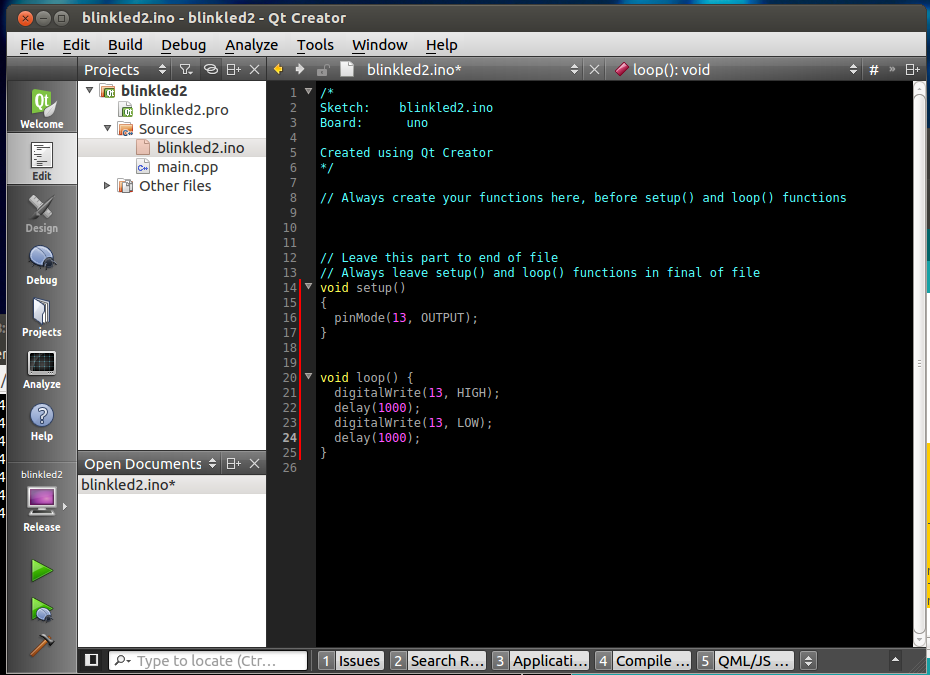 blinkled2.ino - blinkled2 - Qt Creator
File Edit Build Debug Analyze Tools Window Help
Projects
blinkled2.ino*
loop(): void
#
»
Qt
Welcome
Edit
Design
Debug
Projects
Analyze
Help
blinkled2
Release
blinkled2
blinkled2.pro
Sources
blinkled2.ino
main.cpp
Other files
Open Documents
blinkled2.ino*
1 /*
2 Sketch:    blinkled2.ino
3 Board:      uno
4
5 Created using Qt Creator
6 */
7
8 // Always create your functions here, before setup() and loop() functions
9
10
11
12 // Leave this part to end of file
13 // Always leave setup() and loop() functions in final of file
14 void setup()
15 {
16   pinMode(13, OUTPUT);
17 }
18
19
20 void loop() {
21   digitalWrite(13, HIGH);
22   delay(1000);
23   digitalWrite(13, LOW);
24   delay(1000);
25 }
26
Type to locate (Ctr...
1 Issues
2 Search R...
3 Applicati...
4 Compile ...
5 QML/JS ...